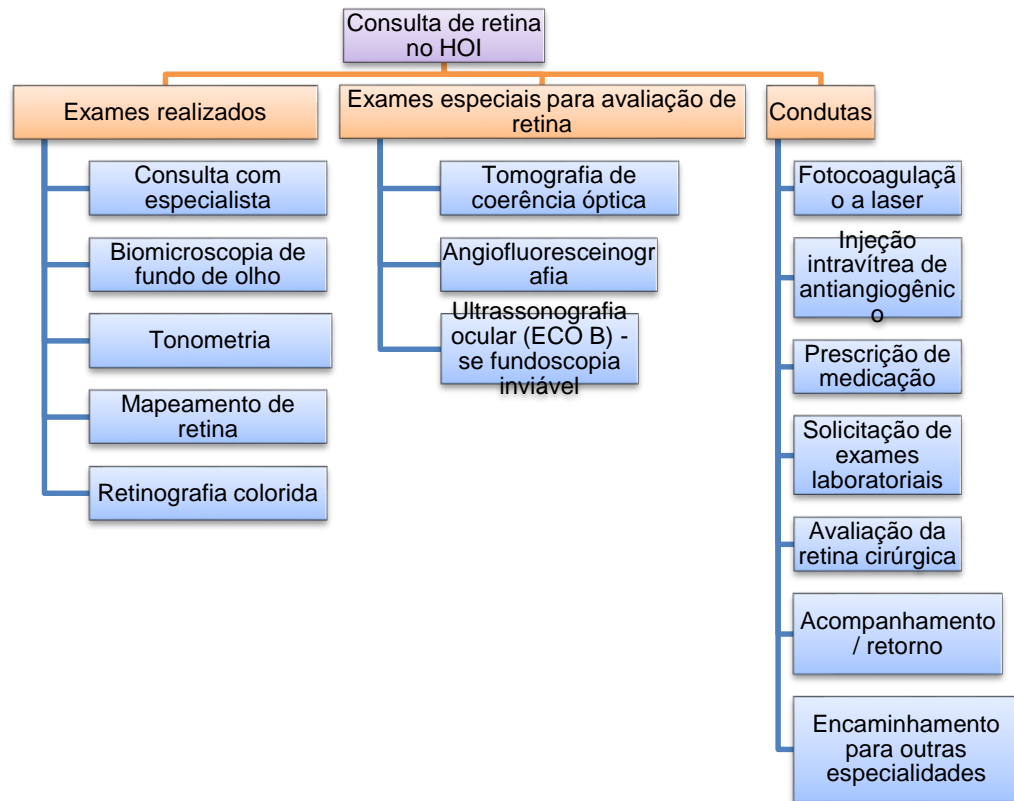 Consulta de retina
no HOI
Exames realizados
Consulta com
especialista
Biomicroscopia de
fundo de olho
Tonometria
Mapeamento de
retina
Retinografia colorida
Exames especiais para avaliação de
retina
Tomografia de
coerência óptica
Angiofluoresceinogr
afia
Ultrassonografia
ocular (ECO B) -
se fundoscopia
inviável
Condutas
Fotocoagulaçã
o a laser
Injeção
intravítrea de
antiangiogênic
o
Prescrição de
medicação
Solicitação de
exames
laboratoriais
Avaliação da
retina cirúrgica
Acompanhamento
/ retorno
Encaminhamento
para outras
especialidades